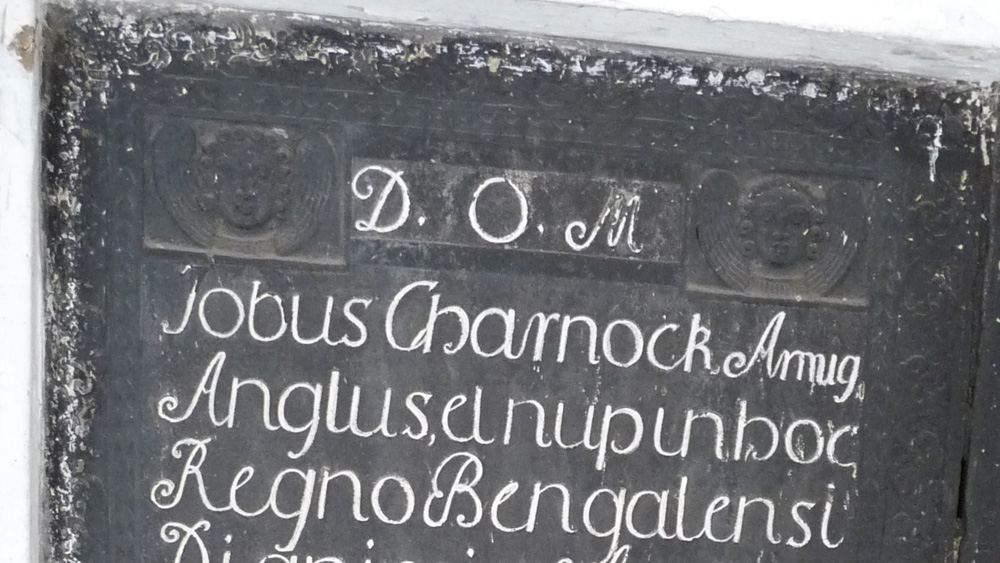 D. O. M
Jobus Charnock Armig,
Anglus, et nup in hoc
Regno Bengalensi